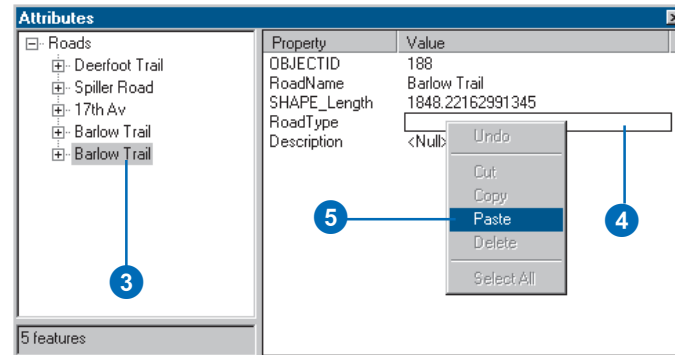 Attributes
Roads
Deerfoot Trail
Spiller Road
17th Av
Barlow Trail
Barlow Trail
5 features
Property Value
OBJECTID 188
RoadName Barlow Trail
SHAPE_Length 1848.22162991345
RoadType
Description <Null>
Undo
Cut
Copy
Paste
Delete
Select All
3
4
5